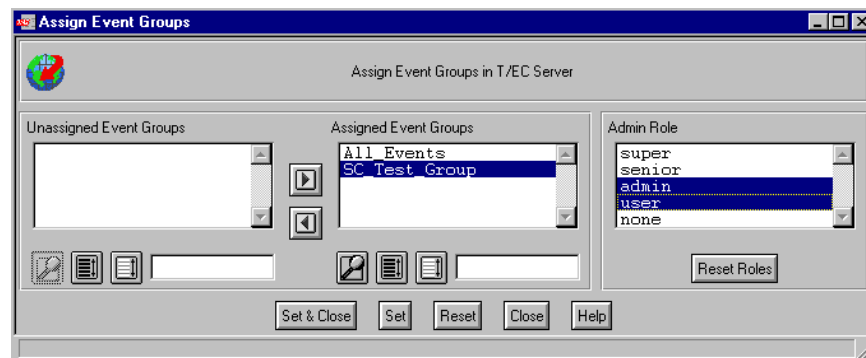 Assign Event Groups
Assign Event Groups in T/EC Server
Unassigned Event Groups
Assigned Event Groups
All_Events
SC_Test_Group
Admin Role
super
senior
admin
user
none
Reset Roles
Set & Close
Set
Reset
Close
Help